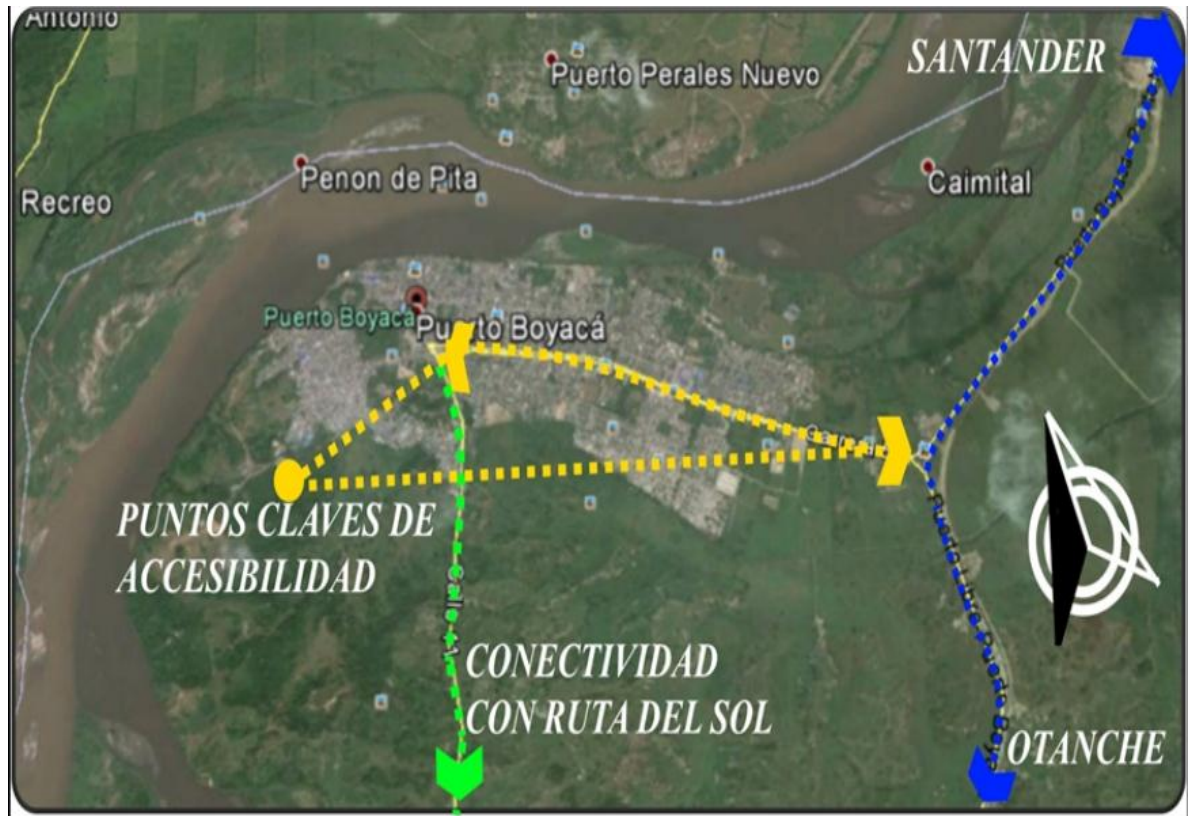 Antonio
SANTANDER
Puerto Perales Nuevo
Penon de Pita
Caimital
Recreo
Puerto Boyacá
Puerto Boyacá
PUNTOS CLAVES DE
ACCESIBILIDAD
CONECTIVIDAD
CON RUTA DEL SOL
OTANCHE